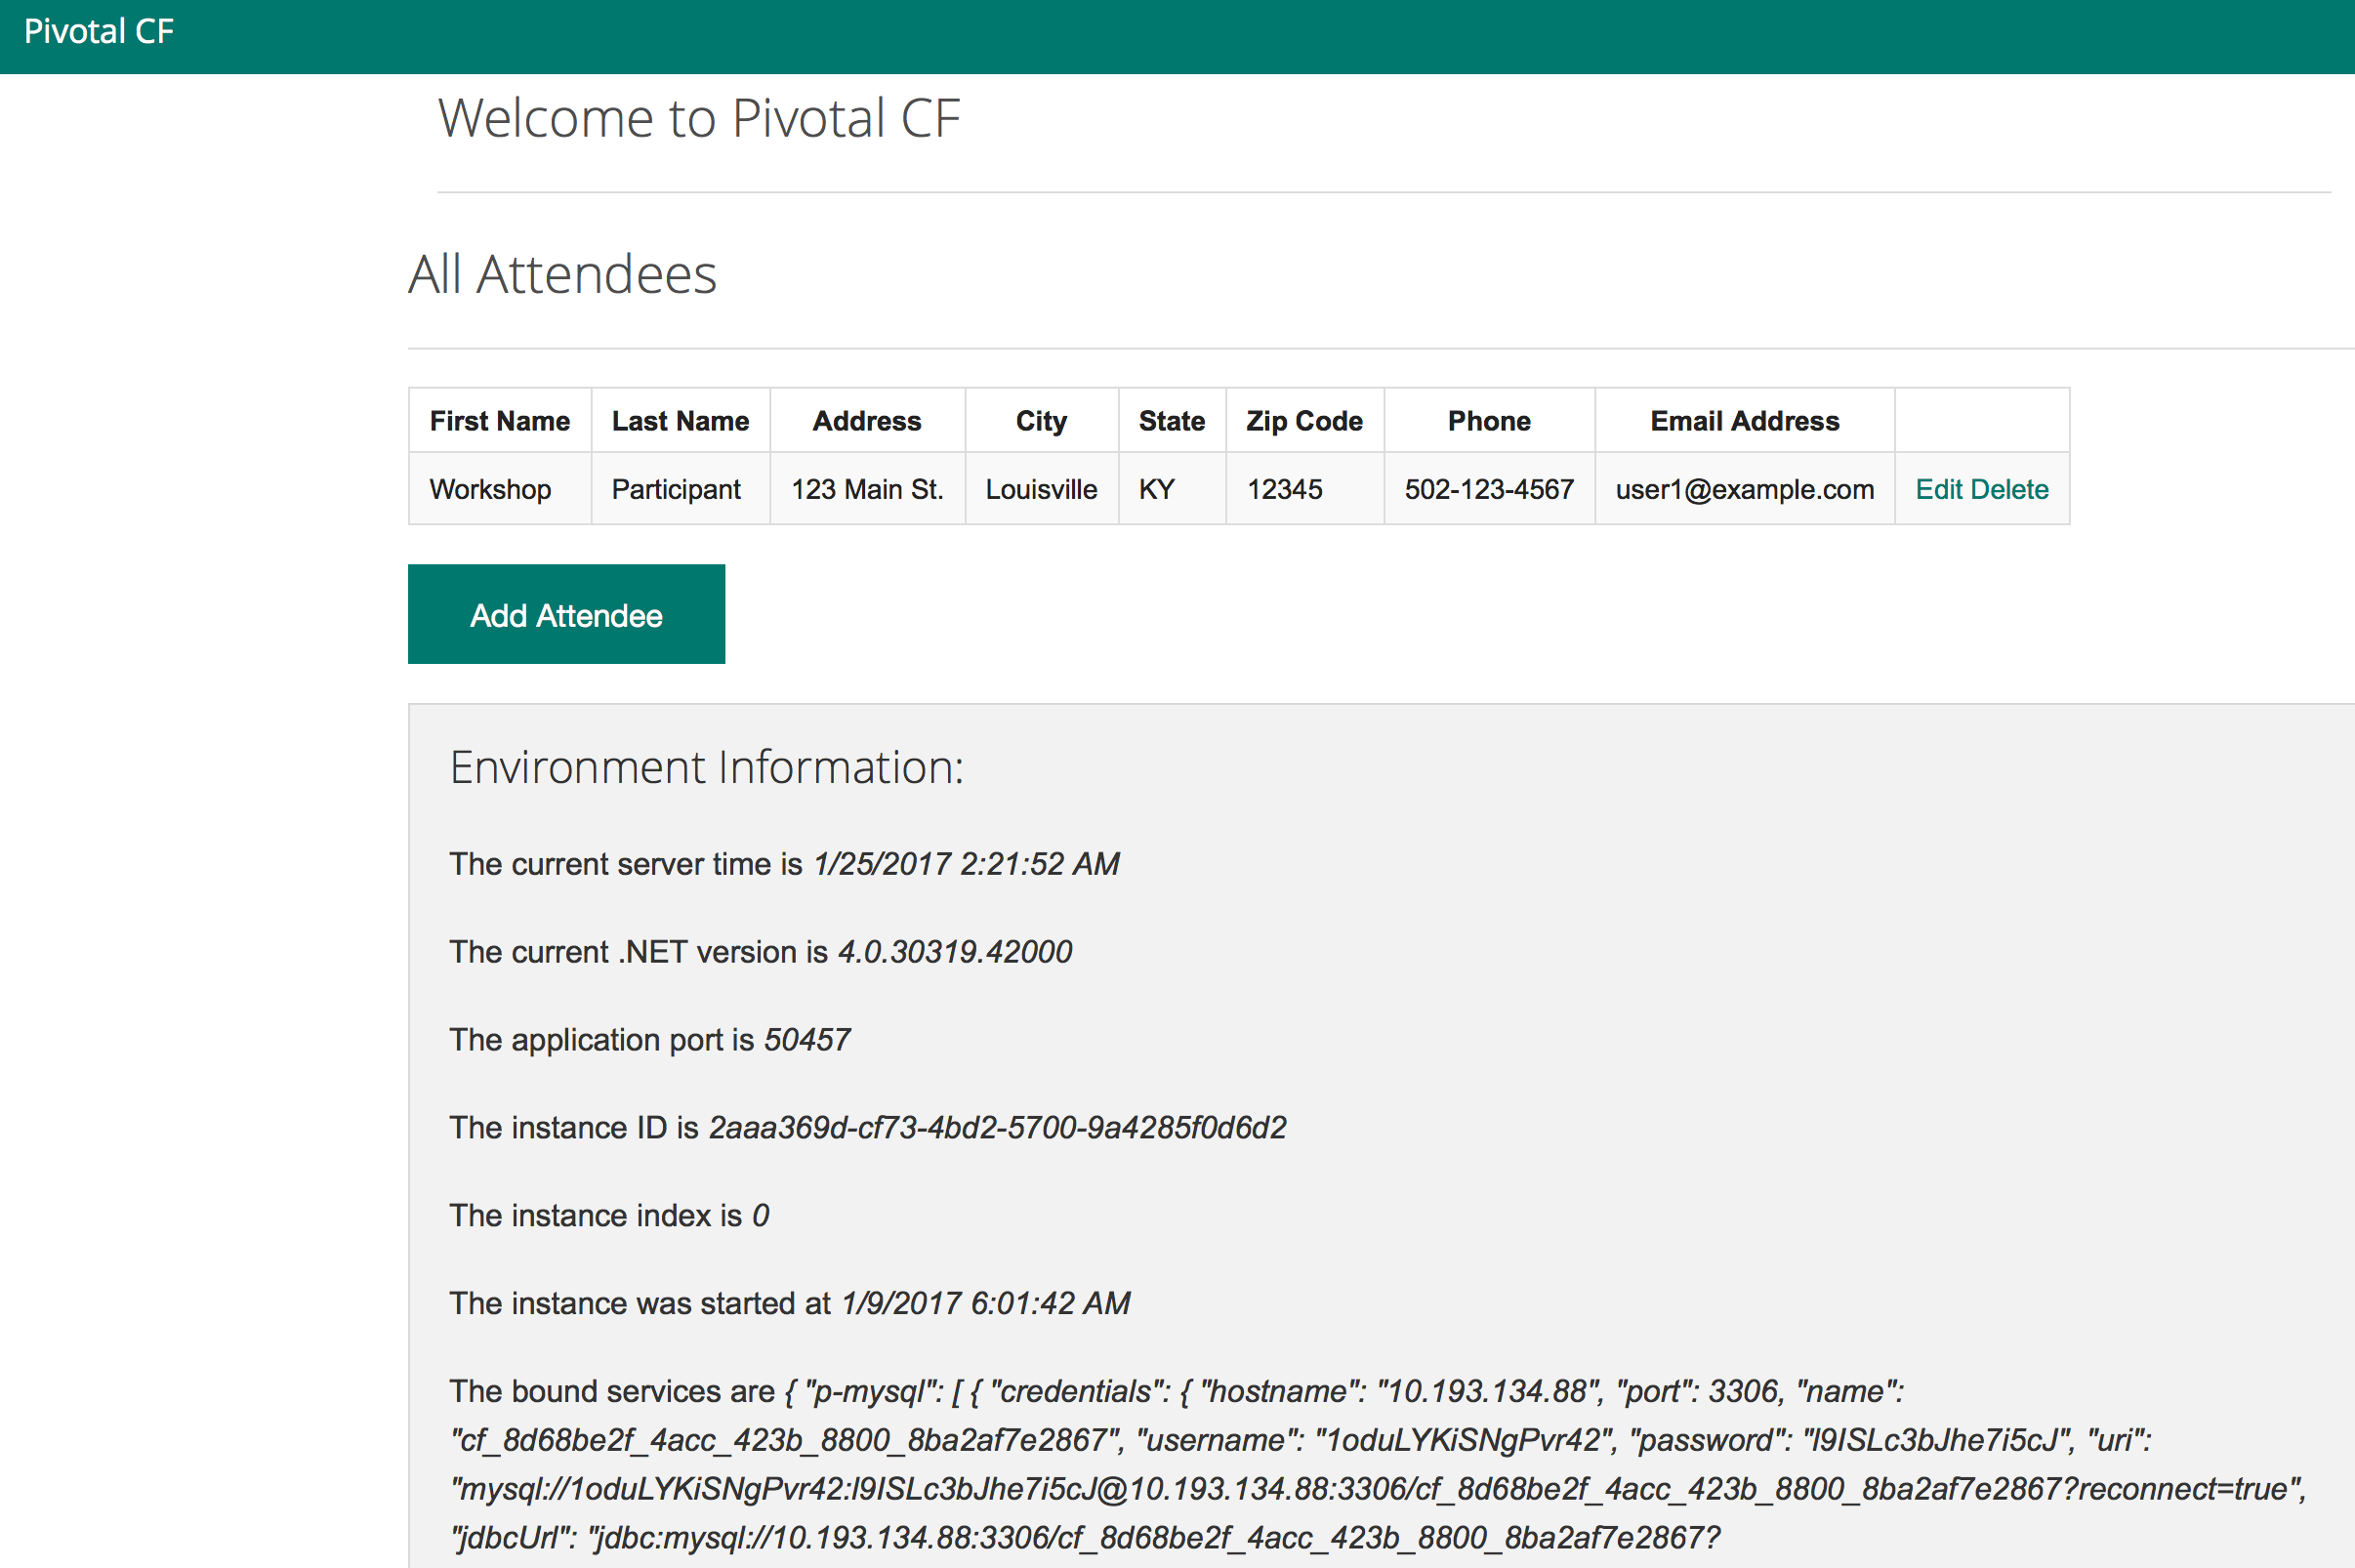 Pivotal CF
Welcome to Pivotal CF
All Attendees
First Name Last Name Address City State Zip Code Phone Email Address
Workshop Participant 123 Main St. Louisville KY 12345 502-123-4567 user1@example.com Edit Delete
Add Attendee
Environment Information:
The current server time is 1/25/2017 2:21:52 AM
The current .NET version is 4.0.30319.42000
The application port is 50457
The instance ID is 2aaa369d-cf73-4bd2-5700-9a4285f0d6d2
The instance index is 0
The instance was started at 1/9/2017 6:01:42 AM
The bound services are { "p-mysql": [ { "credentials": { "hostname": "10.193.134.88", "port": 3306, "name":
"cf_8d68be2f_4acc_423b_8800_8ba2af7e2867", "username": "1oduLYKiSNgPvr42", "password": "l9ISLc3bJhe7i5cJ", "uri":
"mysql://1oduLYKiSNgPvr42:l9ISLc3bJhe7i5cJ@10.193.134.88:3306/cf_8d68be2f_4acc_423b_8800_8ba2af7e2867?reconnect=true",
"jdbcUrl": "jdbc:mysql://10.193.134.88:3306/cf_8d68be2f_4acc_423b_8800_8ba2af7e2867?